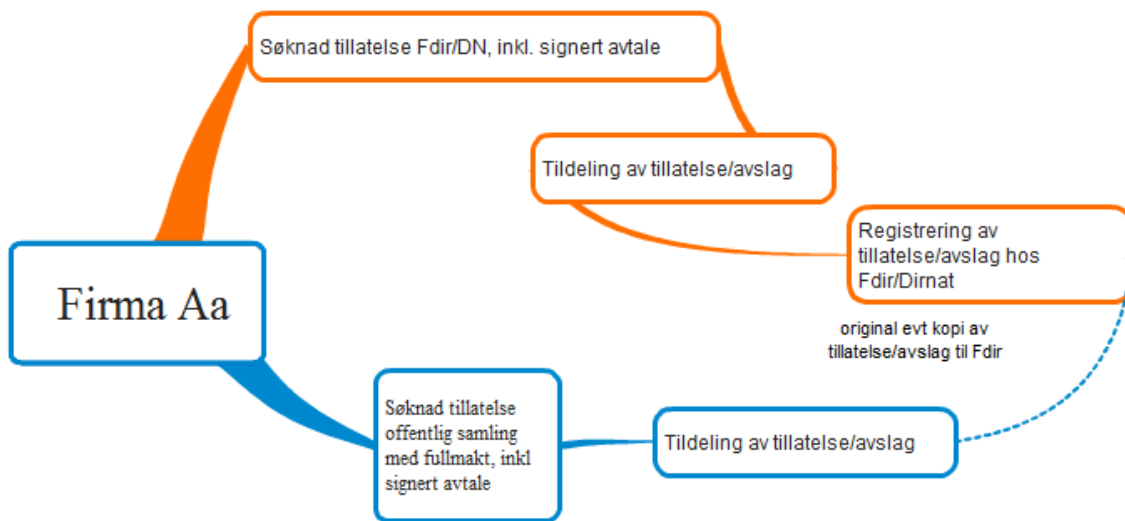 Søknad tillatelse Fdir/DN, inkl. signert avtale
Tildeling av tillatelse/avslag
Registrering av
tillatelse/avslag hos
Fdir/Dirnat
Firma Aa
original evt kopi av
tillatelse/avslag til Fdir
Søknad tillatelse
offentlig samling
med fullmakt, inkl
signert avtale
Tildeling av tillatelse/avslag